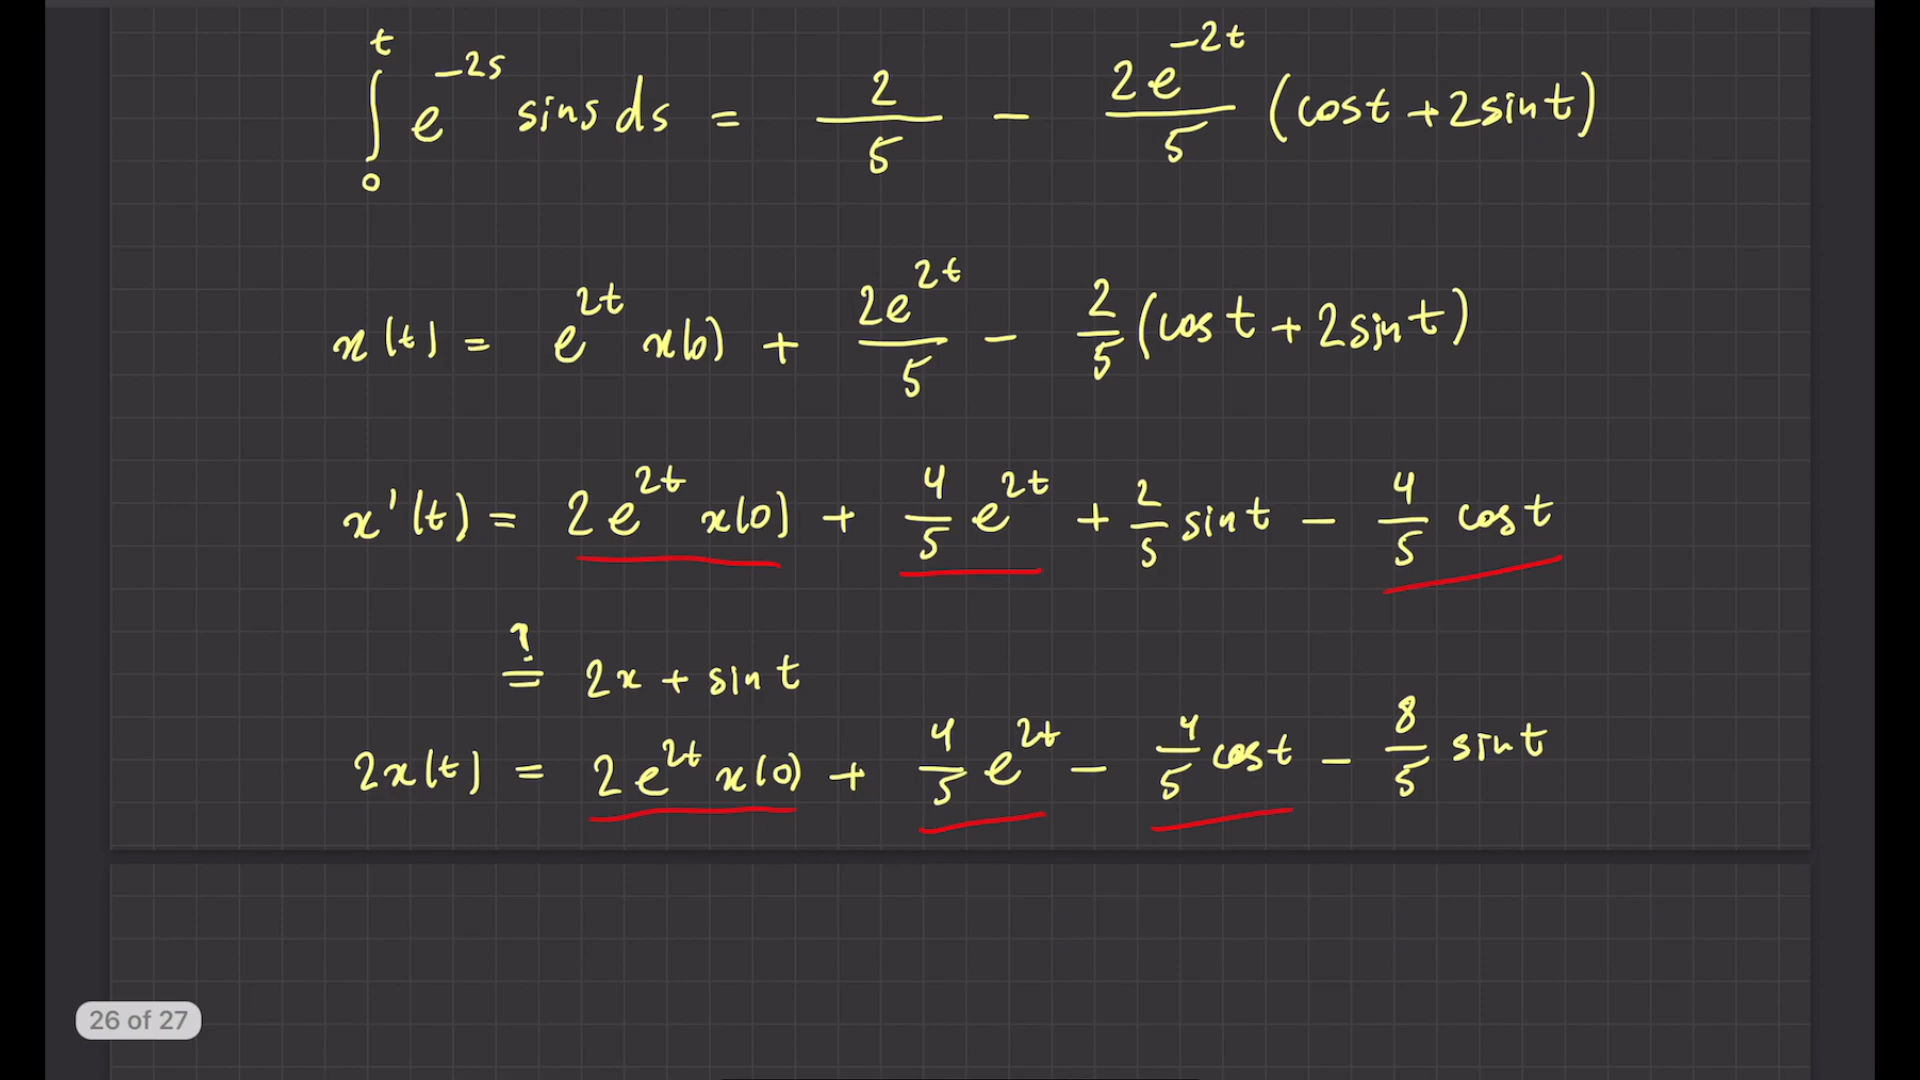 ∫₀ᵗ e^{-2s} sin s ds = 2/5 − 2e^{-2t}/5 (cos t + 2 sin t)
x(t) = e^{2t} x(0) + 2e^{2t}/5 − 2/5 (cos t + 2 sin t)
x'(t) = 2e^{2t} x(0) + 4/5 e^{2t} + 2/5 sin t − 4/5 cos t
≟ 2x + sin t
2x(t) = 2e^{2t} x(0) + 4/5 e^{2t} − 4/5 cos t − 8/5 sin t
26 of 27